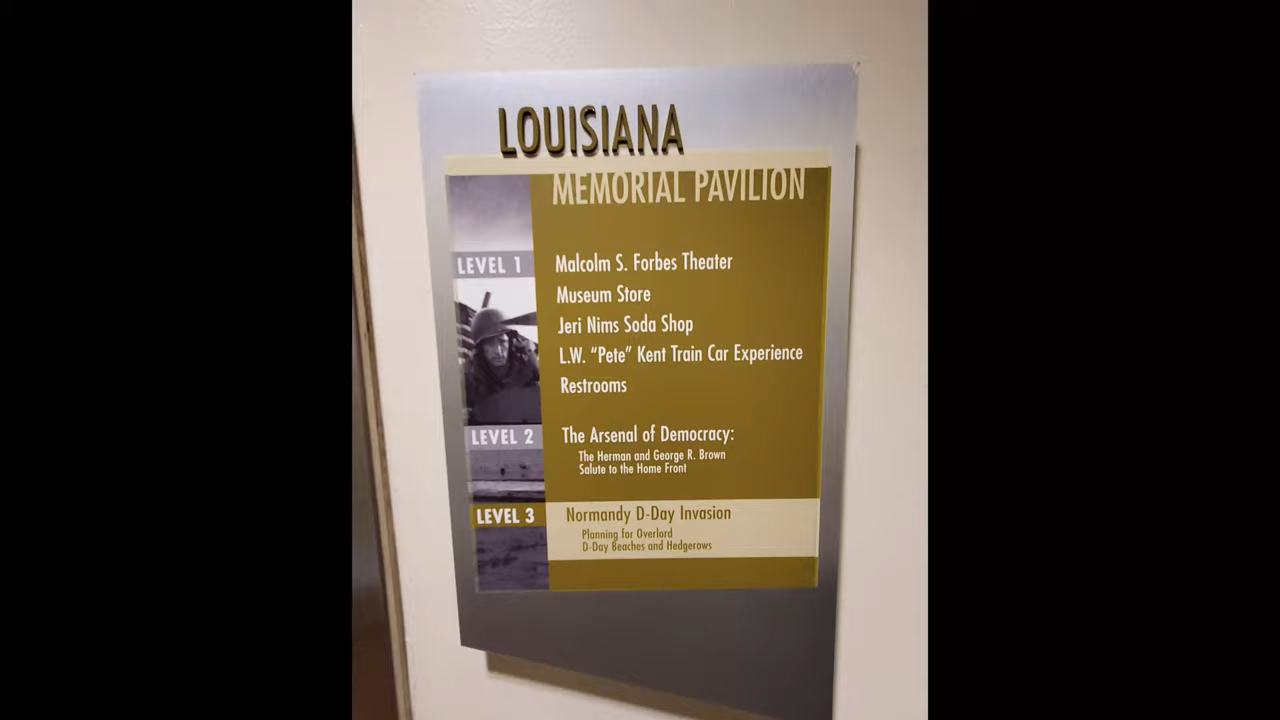 LOUISIANA
MEMORIAL PAVILION
LEVEL 1
Malcolm S. Forbes Theater
Museum Store
Jeri Nims Soda Shop
L.W. “Pete” Kent Train Car Experience
Restrooms
LEVEL 2
The Arsenal of Democracy:
The Herman and George R. Brown
Salute to the Home Front
LEVEL 3
Normandy D-Day Invasion
Planning for Overlord
D-Day Beaches and Hedgerows